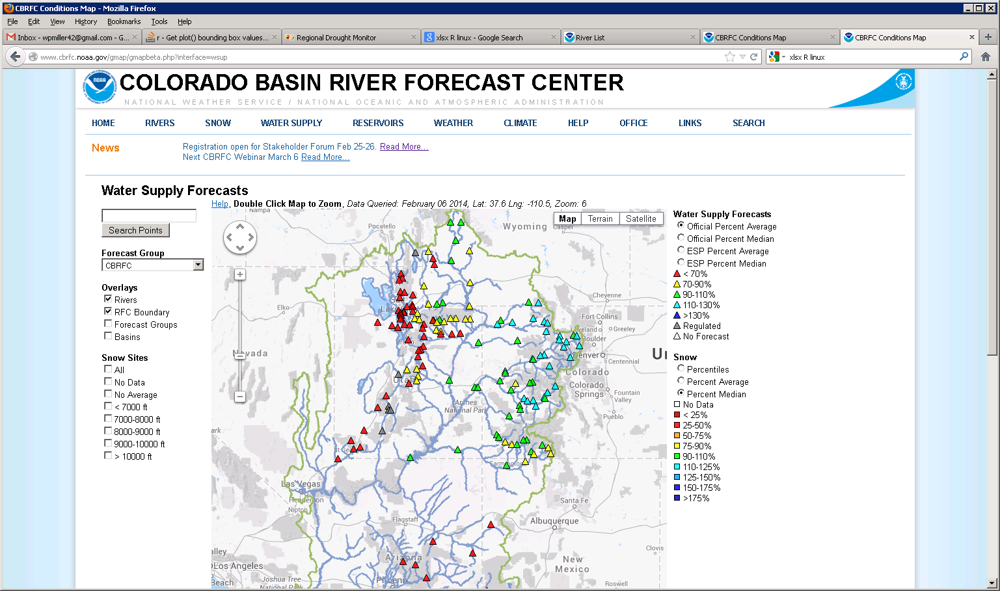 CBRFC Conditions Map - Mozilla Firefox
File Edit View History Bookmarks Tools Help
Inbox - wpmiller42@gmail.com - G... r - Get plot() bounding box values... Regional Drought Monitor xlsx R linux - Google Search River List CBRFC Conditions Map CBRFC Conditions Map
www.cbrfc.noaa.gov/gmap/gmapbeta.php?interface=wsup xlsx R linux
NOAA
COLORADO BASIN RIVER FORECAST CENTER
NATIONAL WEATHER SERVICE / NATIONAL OCEANIC AND ATMOSPHERIC ADMINISTRATION
HOME RIVERS SNOW WATER SUPPLY RESERVOIRS WEATHER CLIMATE HELP OFFICE LINKS SEARCH
News
Registration open for Stakeholder Forum Feb 25-26. Read More...
Next CBRFC Webinar March 6 Read More...
Water Supply Forecasts
Help, Double Click Map to Zoom, Data Queried: February 06 2014, Lat: 37.6 Lng: -110.5, Zoom: 6
Search Points
Forecast Group
CBRFC
Overlays
Rivers
RFC Boundary
Forecast Groups
Basins
Snow Sites
All
No Data
No Average
< 7000 ft
7000-8000 ft
8000-9000 ft
9000-10000 ft
> 10000 ft
Nampa
Map Terrain Satellite
Pocatello
Wyoming
Casper
Elko
Cheyenne
Fort Collins
Greeley
Boulder
Nevada
Centennial
Colorado
Utah
Colorado
Springs
Fountain
Valley
Arches
National Park
Pueblo
Las Vegas
Henderson
Nipton
Santa Fe
Flagstaff
Albuquerque
Clovis
Arizona
New
Mexico
Los Angeles
Joshua Tree
National Park
Beach
Phoenix
Roswell
Water Supply Forecasts
Official Percent Average
Official Percent Median
ESP Percent Average
ESP Percent Median
< 70%
70-90%
90-110%
110-130%
>130%
Regulated
No Forecast
Snow
Percentiles
Percent Average
Percent Median
No Data
< 25%
25-50%
50-75%
75-90%
90-110%
110-125%
125-150%
150-175%
>175%